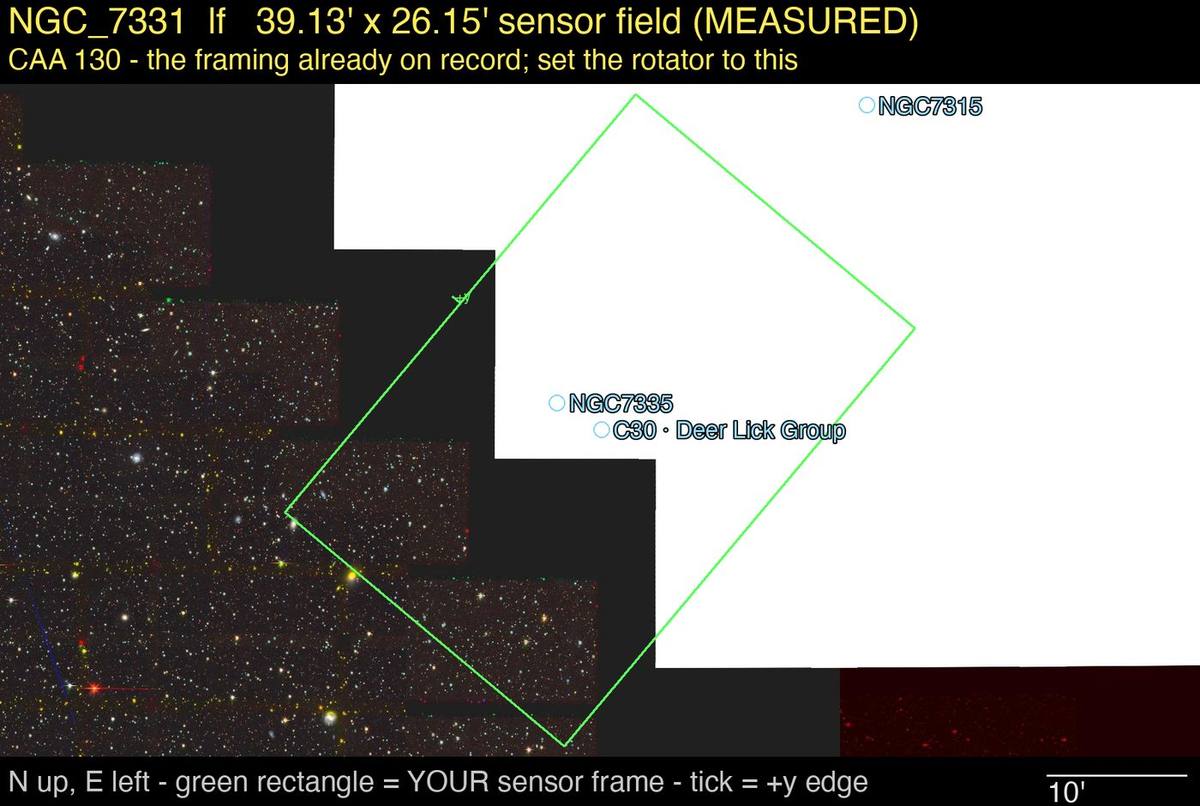 NGC_7331 lf 39.13' x 26.15' sensor field (MEASURED)
CAA 130 - the framing already on record; set the rotator to this
NGC7315
+y
NGC7335
C30 · Deer Lick Group
N up, E left - green rectangle = YOUR sensor frame - tick = +y edge
10'